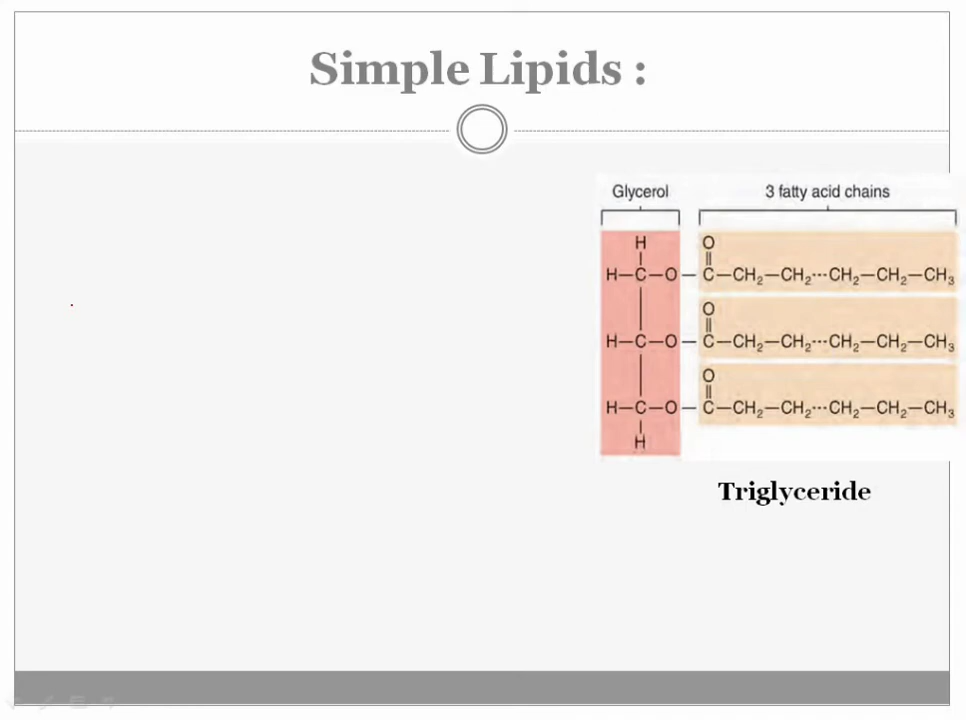 Simple Lipids :
Glycerol 3 fatty acid chains
H O
H–C–O–C–CH₂–CH₂···CH₂–CH₂–CH₃
O
H–C–O–C–CH₂–CH₂···CH₂–CH₂–CH₃
O
H–C–O–C–CH₂–CH₂···CH₂–CH₂–CH₃
H
Triglyceride